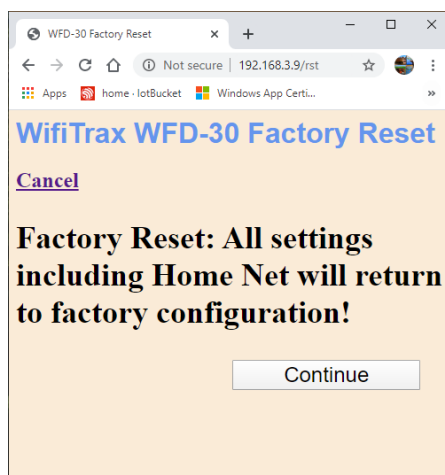 WFD-30 Factory Reset
Not secure | 192.168.3.9/rst
Apps home - IotBucket Windows App Certi... »
WifiTrax WFD-30 Factory Reset
Cancel
Factory Reset: All settings
including Home Net will return
to factory configuration!
Continue